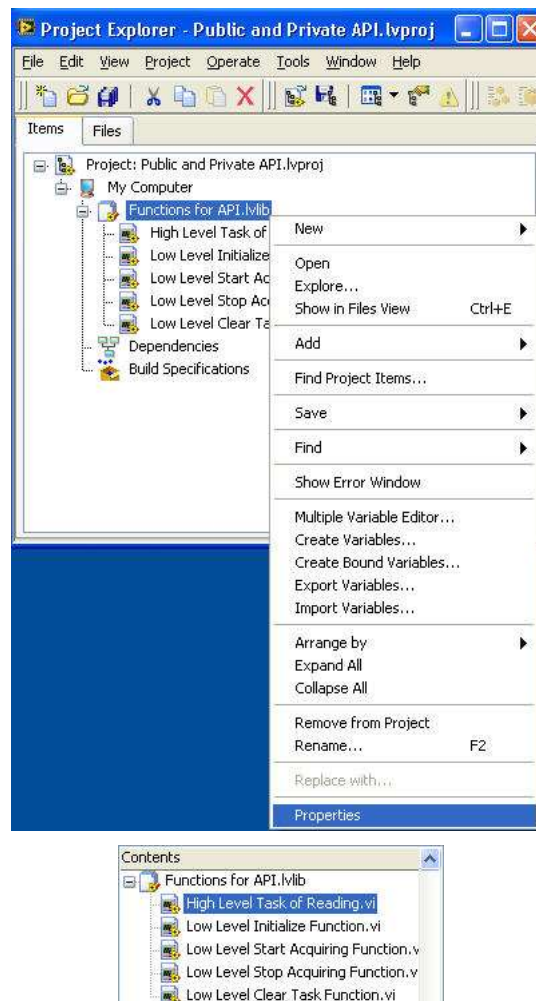 Project Explorer - Public and Private API.lvproj
File Edit View Project Operate Tools Window Help
Items Files
Project: Public and Private API.lvproj
My Computer
Functions for API.lvlib
High Level Task of
Low Level Initialize
Low Level Start Ac
Low Level Stop Ac
Low Level Clear Ta
Dependencies
Build Specifications
New
Open
Explore...
Show in Files View Ctrl+E
Add
Find Project Items...
Save
Find
Show Error Window
Multiple Variable Editor...
Create Variables...
Create Bound Variables...
Export Variables...
Import Variables...
Arrange by
Expand All
Collapse All
Remove from Project
Rename... F2
Replace with...
Properties
Contents
Functions for API.lvlib
High Level Task of Reading.vi
Low Level Initialize Function.vi
Low Level Start Acquiring Function.v
Low Level Stop Acquiring Function.v
Low Level Clear Task Function.vi